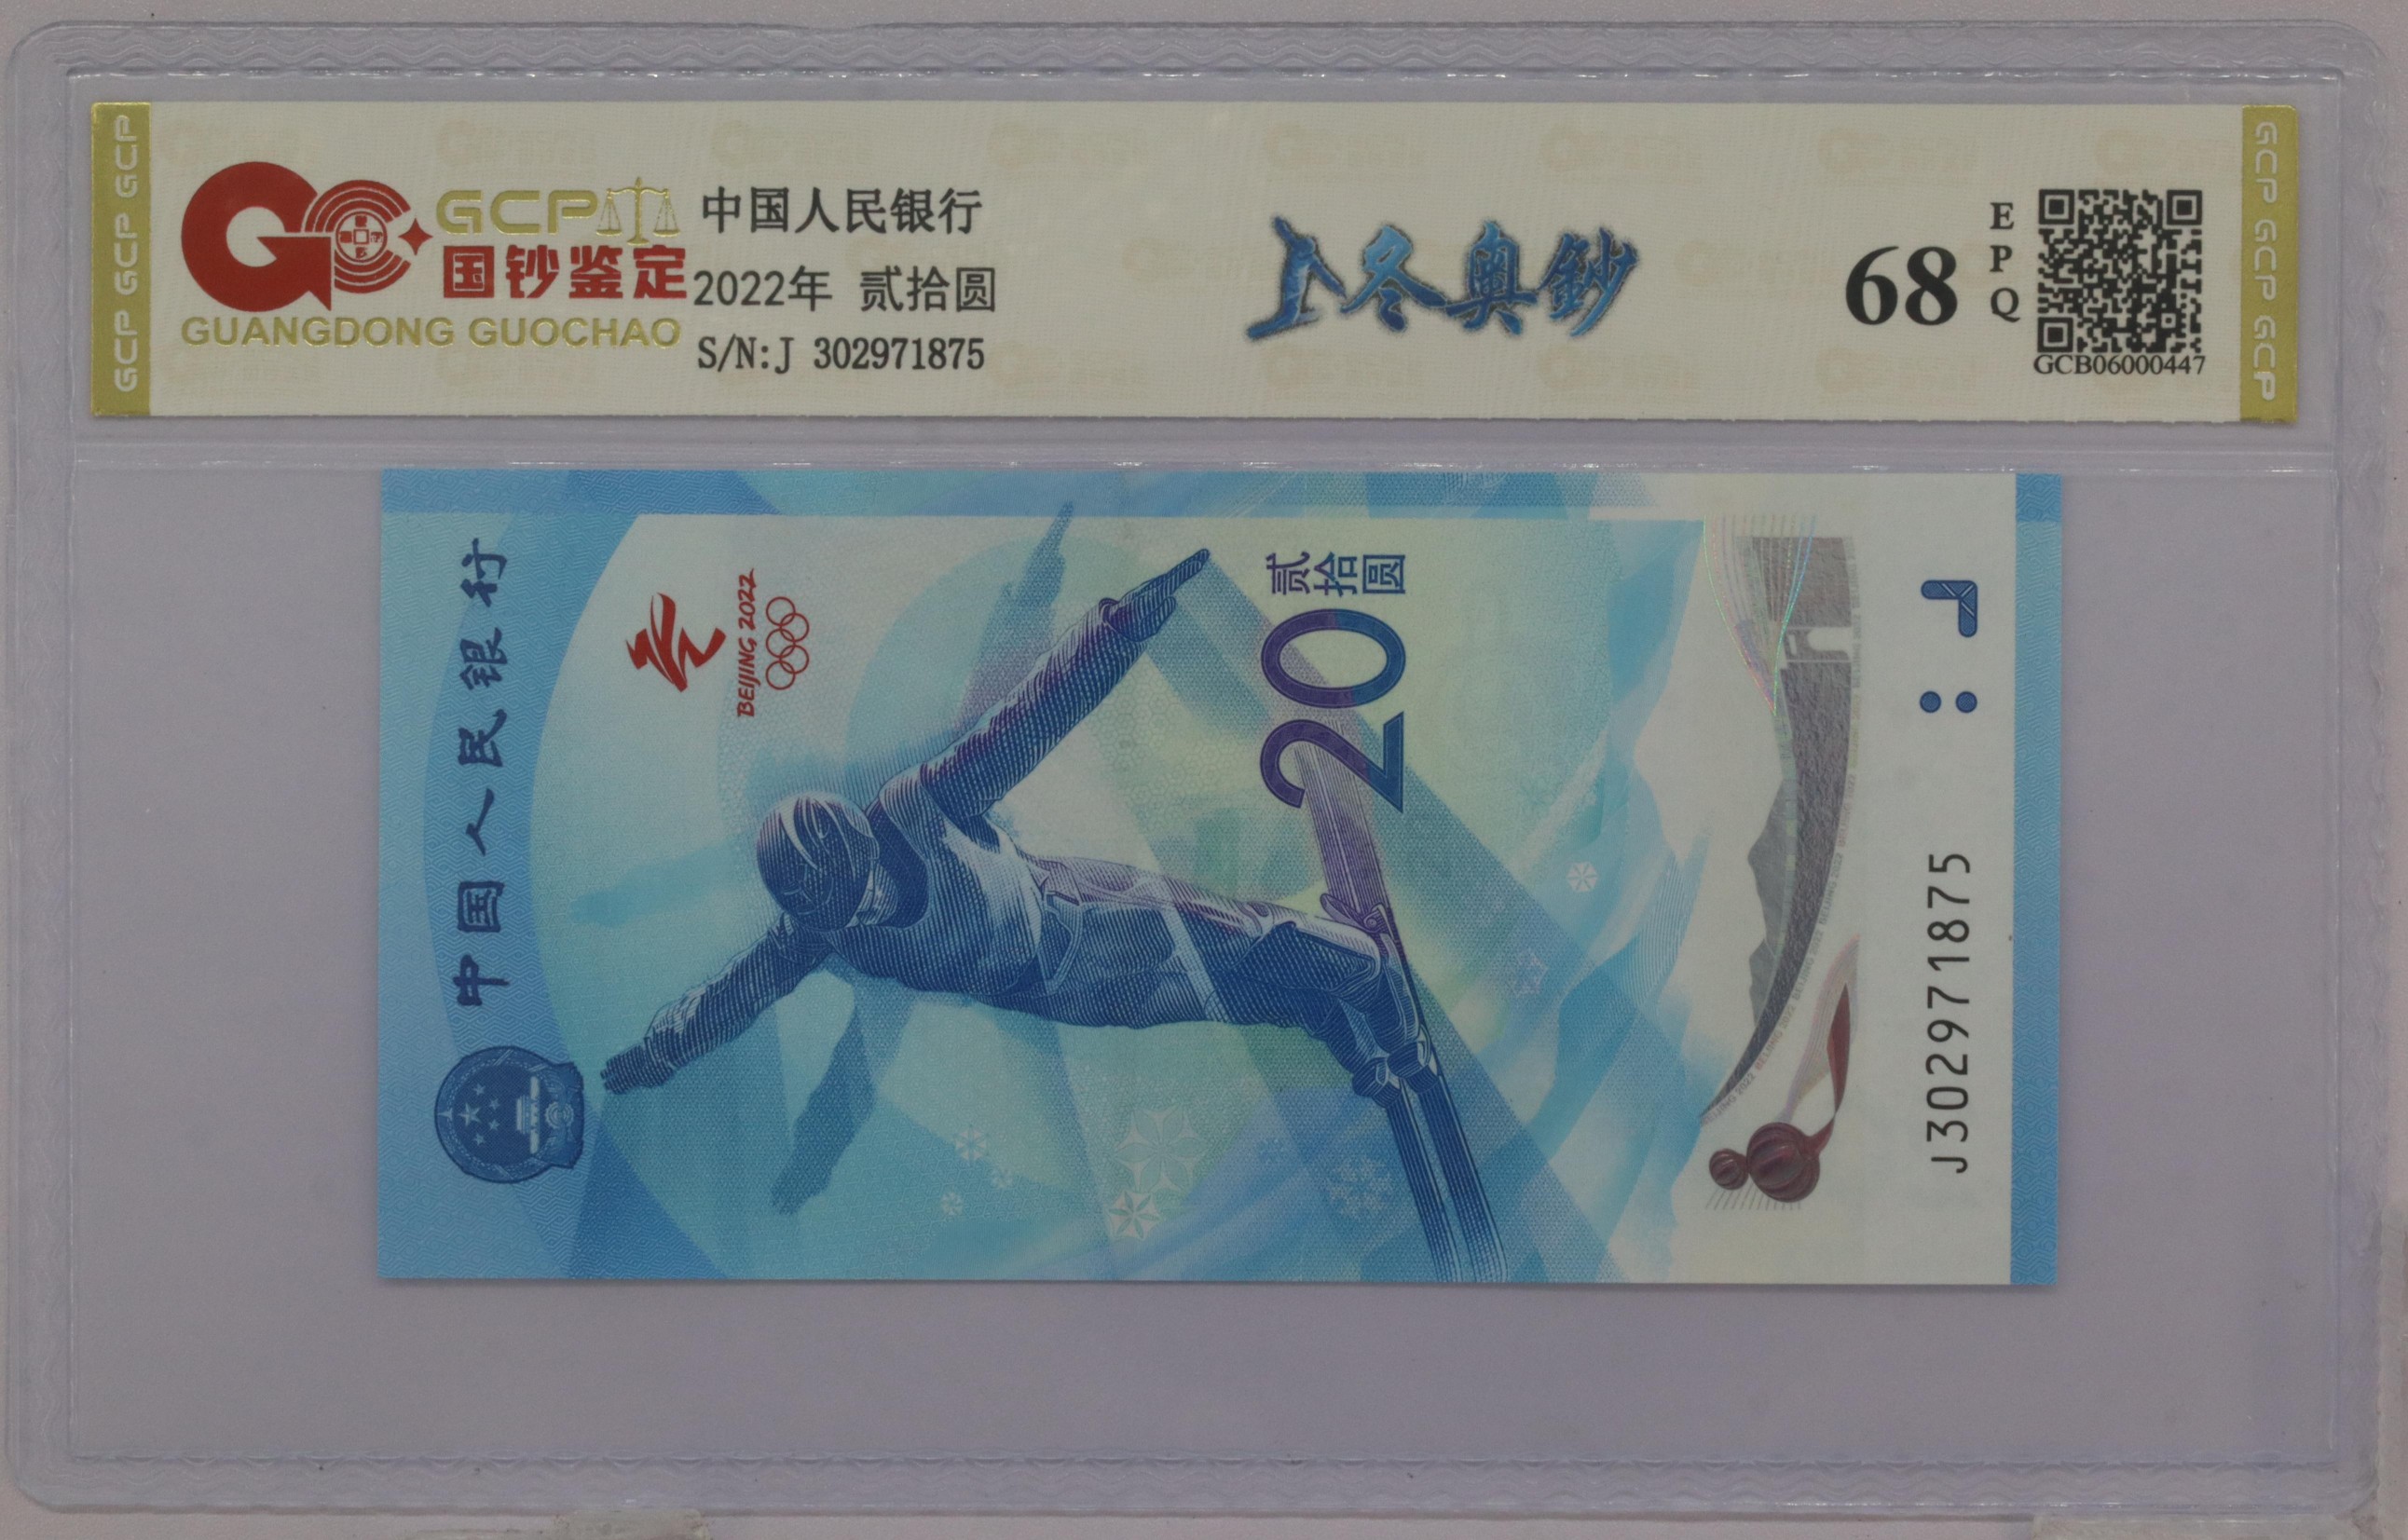 GCP GCP GCP
GCP
国钞鉴定
GUANGDONG GUOCHAO
中国人民银行
2022年 贰拾圆
S/N:J 302971875
冬奥鈔
68
EPQ
GCB06000447
GCP GCP GCP
中国人民银行
BEIJING 2022
贰拾圆
20
J302971875